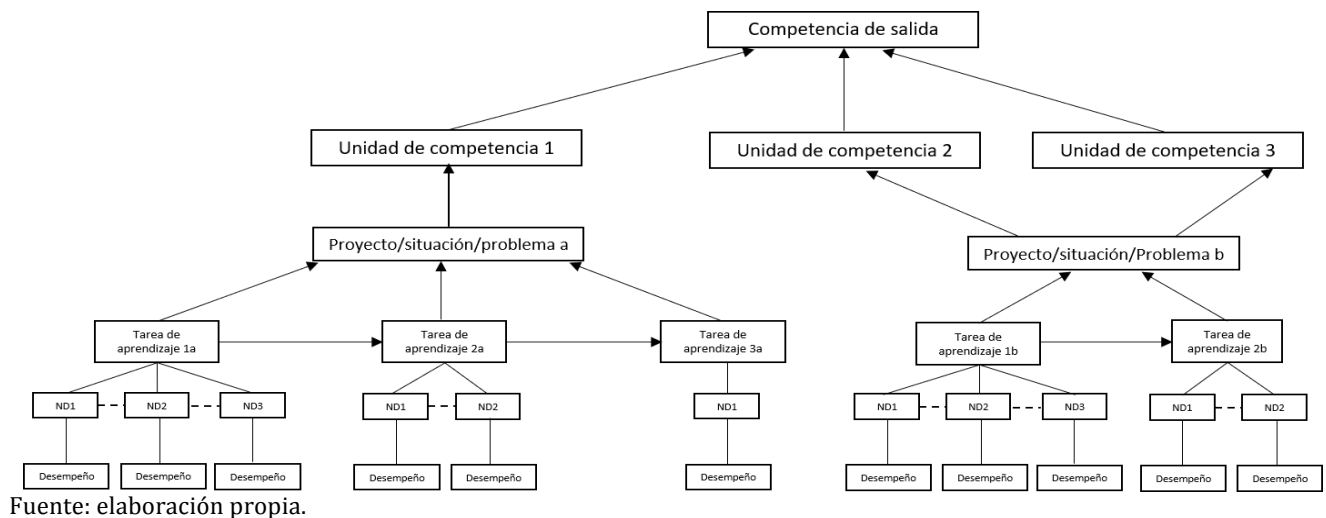 Competencia de salida
Unidad de competencia 1
Unidad de competencia 2
Unidad de competencia 3
Proyecto/situación/problema a
Proyecto/situación/Problema b
Tarea de
aprendizaje 1a
Tarea de
aprendizaje 2a
Tarea de
aprendizaje 3a
Tarea de
aprendizaje 1b
Tarea de
aprendizaje 2b
ND1
ND2
ND3
ND1
ND2
ND1
ND1
ND2
ND3
ND1
ND2
Desempeño
Desempeño
Desempeño
Desempeño
Desempeño
Desempeño
Desempeño
Desempeño
Desempeño
Desempeño
Desempeño
Fuente: elaboración propia.